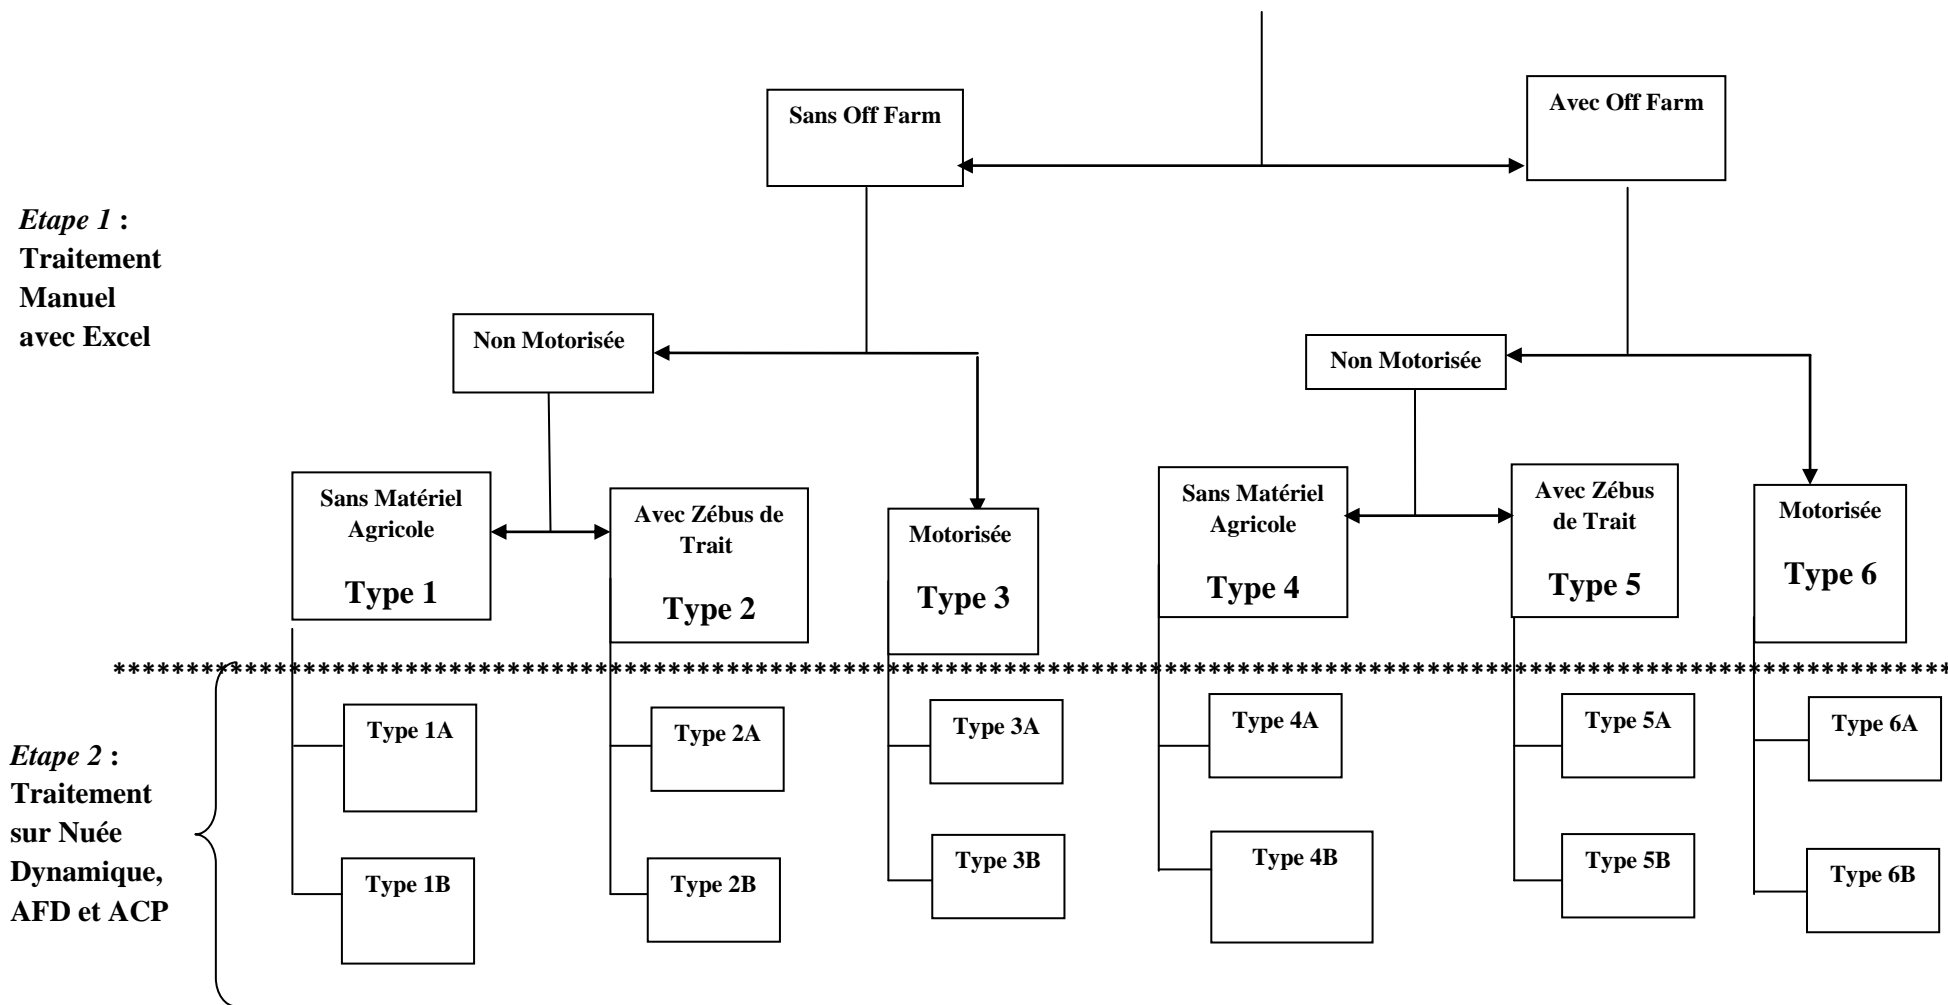 Sans Off Farm
Avec Off Farm
Etape 1 :
Traitement
Manuel
avec Excel
Non Motorisée
Non Motorisée
Sans Matériel
Agricole
Type 1
Avec Zébus de
Trait
Type 2
Motorisée
Type 3
Sans Matériel
Agricole
Type 4
Avec Zébus
de Trait
Type 5
Motorisée
Type 6
******************************************************************************************************************************
Etape 2 :
Traitement
sur Nuée
Dynamique,
AFD et ACP
Type 1A
Type 2A
Type 3A
Type 4A
Type 5A
Type 6A
Type 1B
Type 2B
Type 3B
Type 4B
Type 5B
Type 6B